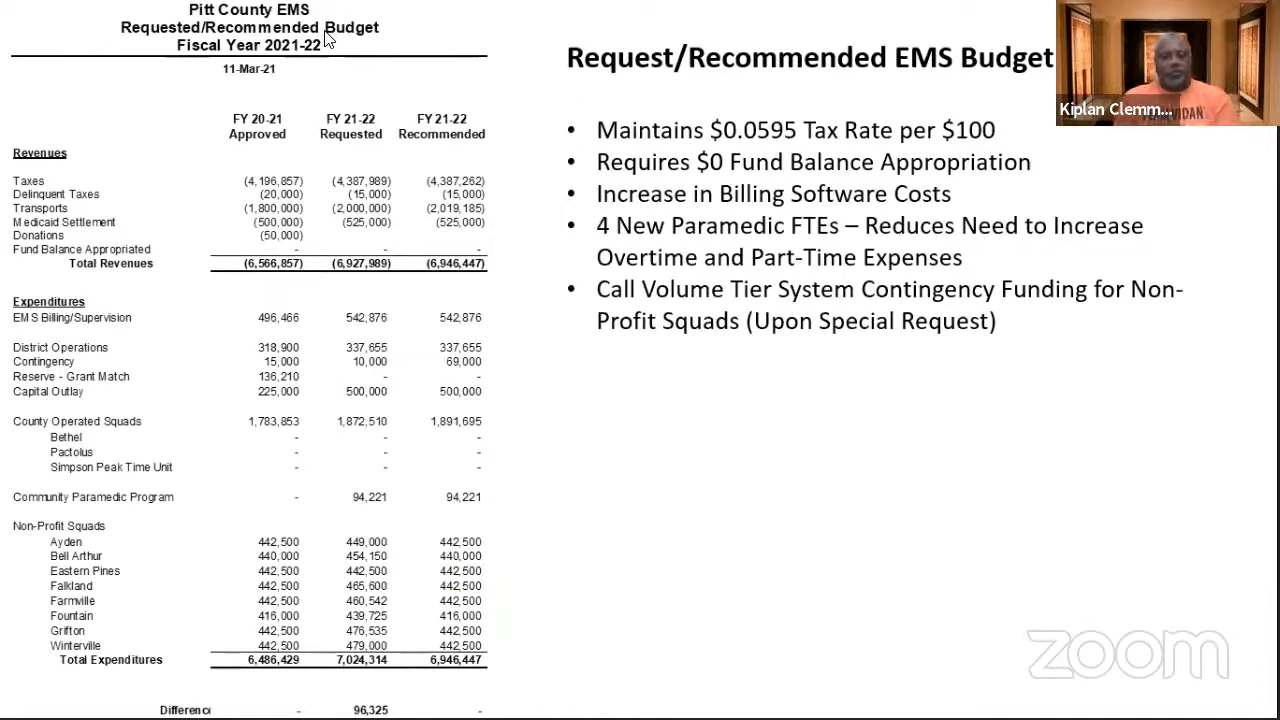 Pitt County EMS
Requested/Recommended Budget
Fiscal Year 2021-22
11-Mar-21
FY 20-21 FY 21-22 FY 21-22
Approved Requested Recommended
Revenues
Taxes (4,196,857) (4,387,989) (4,387,262)
Delinquent Taxes (20,000) (15,000) (15,000)
Transports (1,800,000) (2,000,000) (2,019,185)
Medicaid Settlement (500,000) (525,000) (525,000)
Donations (50,000)
Fund Balance Appropriated - - -
Total Revenues (6,566,857) (6,927,989) (6,946,447)
Expenditures
EMS Billing/Supervision 496,466 542,876 542,876
District Operations 318,900 337,655 337,655
Contingency 15,000 10,000 69,000
Reserve - Grant Match 136,210 - -
Capital Outlay 225,000 500,000 500,000
County Operated Squads 1,783,853 1,872,510 1,891,695
Bethel - - -
Pactolus - - -
Simpson Peak Time Unit - - -
Community Paramedic Program - 94,221 94,221
Non-Profit Squads
Ayden 442,500 449,000 442,500
Bell Arthur 440,000 454,150 440,000
Eastern Pines 442,500 442,500 442,500
Falkland 442,500 465,600 442,500
Farmville 442,500 460,542 442,500
Fountain 416,000 439,725 416,000
Grifton 442,500 476,535 442,500
Winterville 442,500 479,000 442,500
Total Expenditures 6,486,429 7,024,314 6,946,447
Differenc - 96,325 -
Request/Recommended EMS Budget
• Maintains $0.0595 Tax Rate per $100
• Requires $0 Fund Balance Appropriation
• Increase in Billing Software Costs
• 4 New Paramedic FTEs – Reduces Need to Increase
Overtime and Part-Time Expenses
• Call Volume Tier System Contingency Funding for Non-
Profit Squads (Upon Special Request)
Kiplan Clemm...
zoom